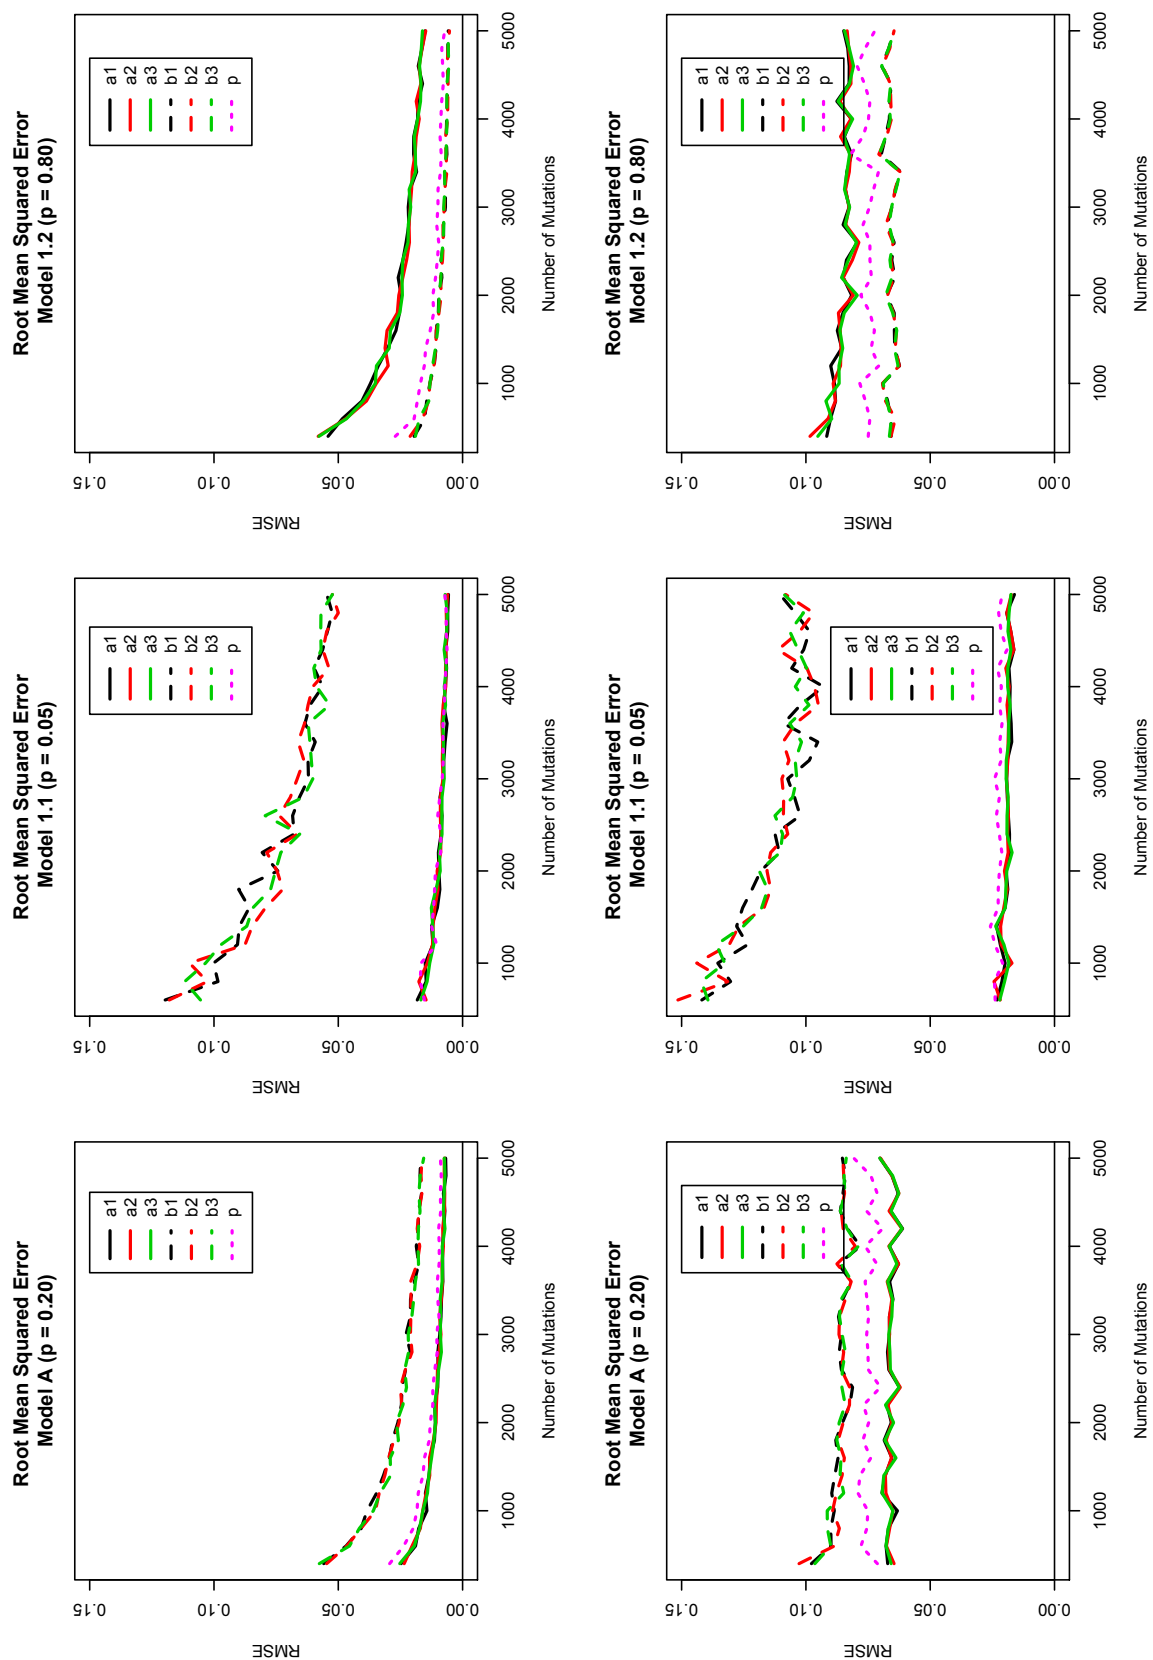 Root Mean Squared Error
Model A (p = 0.20)
RMSE
0.15
0.10
0.05
0.00
a1
a2
a3
b1
b2
b3
p
1000 2000 3000 4000 5000
Number of Mutations
Root Mean Squared Error
Model 1.1 (p = 0.05)
RMSE
0.15
0.10
0.05
0.00
a1
a2
a3
b1
b2
b3
p
1000 2000 3000 4000 5000
Number of Mutations
Root Mean Squared Error
Model 1.2 (p = 0.80)
RMSE
0.15
0.10
0.05
0.00
a1
a2
a3
b1
b2
b3
p
1000 2000 3000 4000 5000
Number of Mutations
Root Mean Squared Error
Model A (p = 0.20)
RMSE
0.15
0.10
0.05
0.00
a1
a2
a3
b1
b2
b3
p
1000 2000 3000 4000 5000
Number of Mutations
Root Mean Squared Error
Model 1.1 (p = 0.05)
RMSE
0.15
0.10
0.05
0.00
a1
a2
a3
b1
b2
b3
p
1000 2000 3000 4000 5000
Number of Mutations
Root Mean Squared Error
Model 1.2 (p = 0.80)
RMSE
0.15
0.10
0.05
0.00
a1
a2
a3
b1
b2
b3
p
1000 2000 3000 4000 5000
Number of Mutations